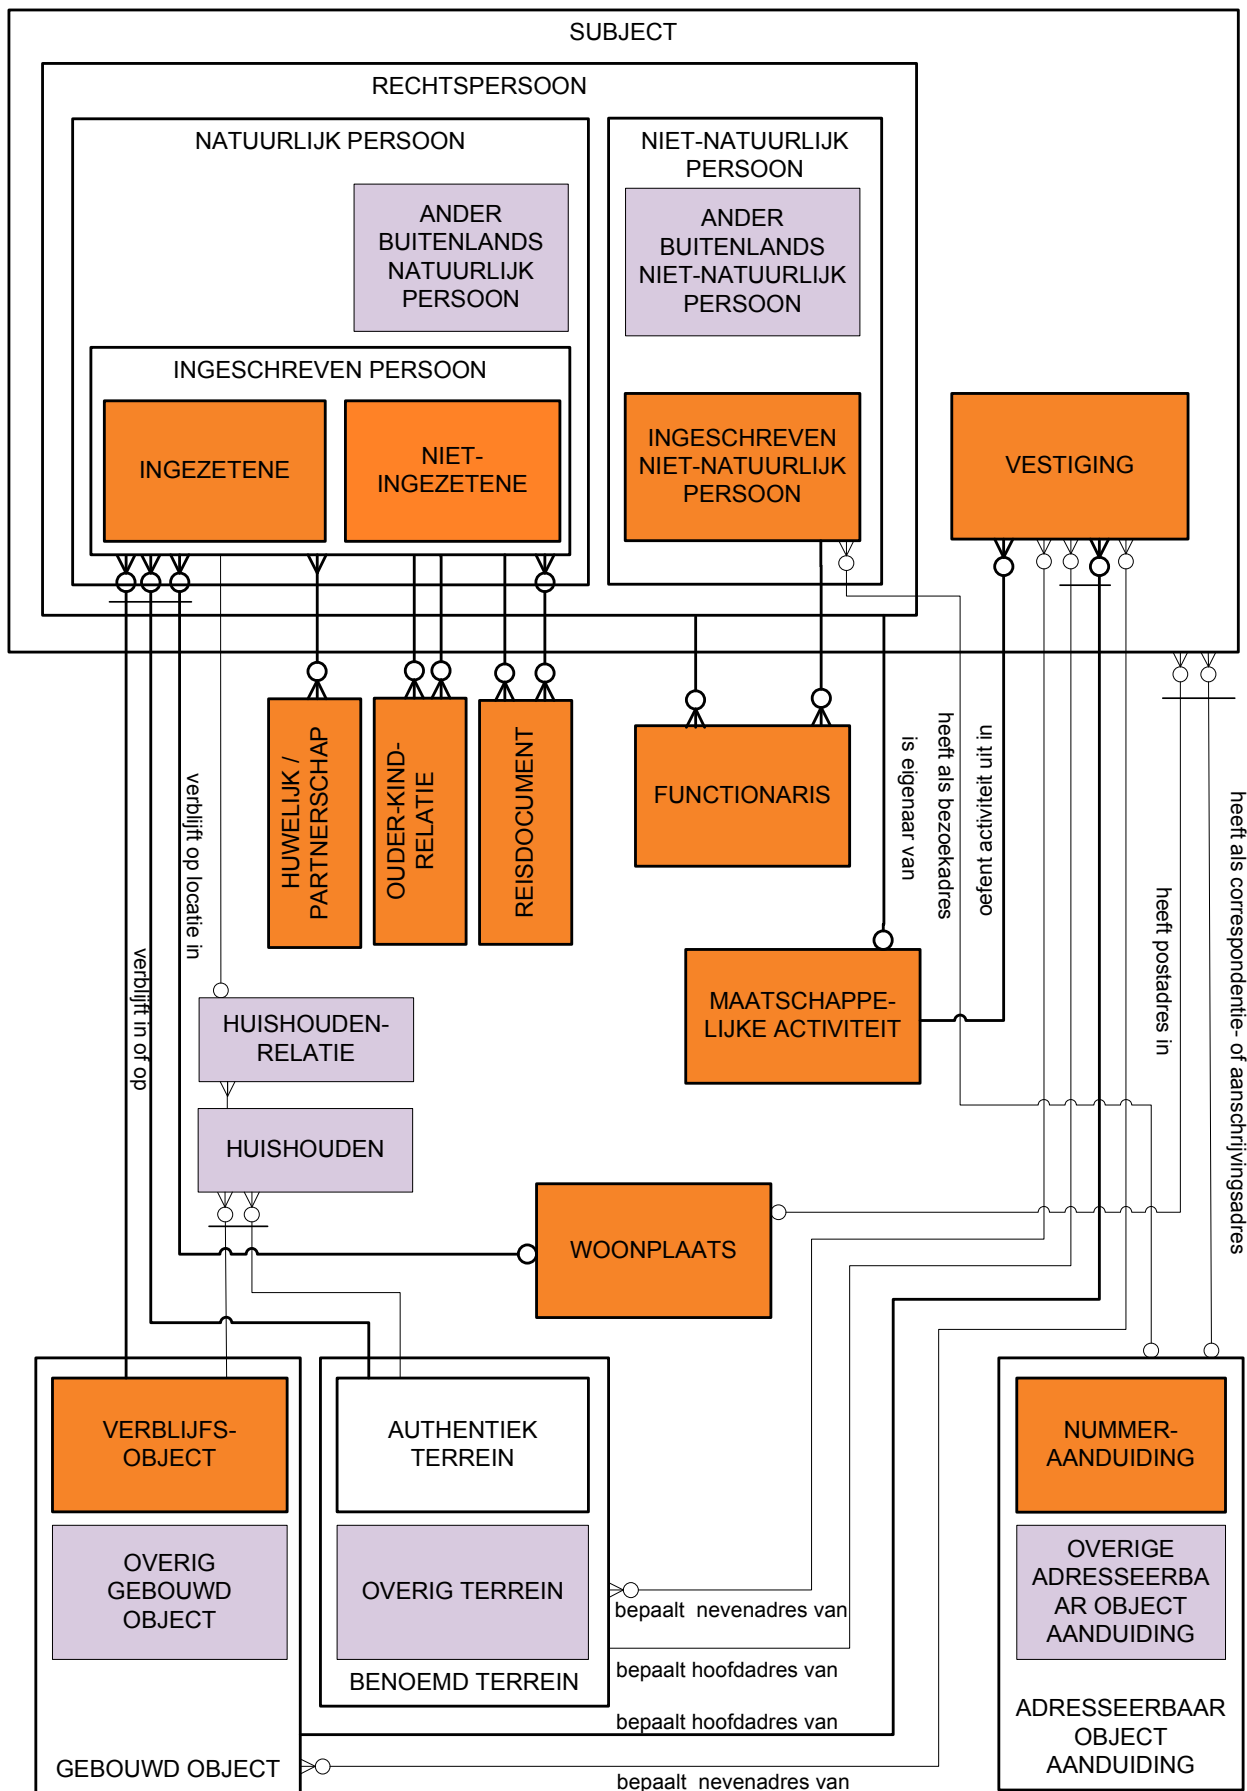 SUBJECT
RECHTSPERSOON
NATUURLIJK PERSOON
NIET-NATUURLIJK
PERSOON
ANDER
BUITENLANDS
NATUURLIJK
PERSOON
ANDER
BUITENLANDS
NIET-NATUURLIJK
PERSOON
INGESCHREVEN PERSOON
INGEZETENE
NIET-
INGEZETENE
INGESCHREVEN
NIET-NATUURLIJK
PERSOON
VESTIGING
HUWELIJK /
PARTNERSCHAP
OUDER-KIND-
RELATIE
REISDOCUMENT
FUNCTIONARIS
is eigenaar van
heeft als bezoekadres
oefent activiteit uit in
heeft postadres in
heeft als correspondentie- of aanschrijvingsadres
verblijft op locatie in
verblijft in of op
MAATSCHAPPE-
LIJKE ACTIVITEIT
HUISHOUDEN-
RELATIE
HUISHOUDEN
WOONPLAATS
VERBLIJFS-
OBJECT
OVERIG
GEBOUWD
OBJECT
GEBOUWD OBJECT
AUTHENTIEK
TERREIN
OVERIG TERREIN
BENOEMD TERREIN
bepaalt nevenadres van
bepaalt hoofdadres van
bepaalt hoofdadres van
bepaalt nevenadres van
NUMMER-
AANDUIDING
OVERIGE
ADRESSEERBA
AR OBJECT
AANDUIDING
ADRESSEERBAAR
OBJECT
AANDUIDING